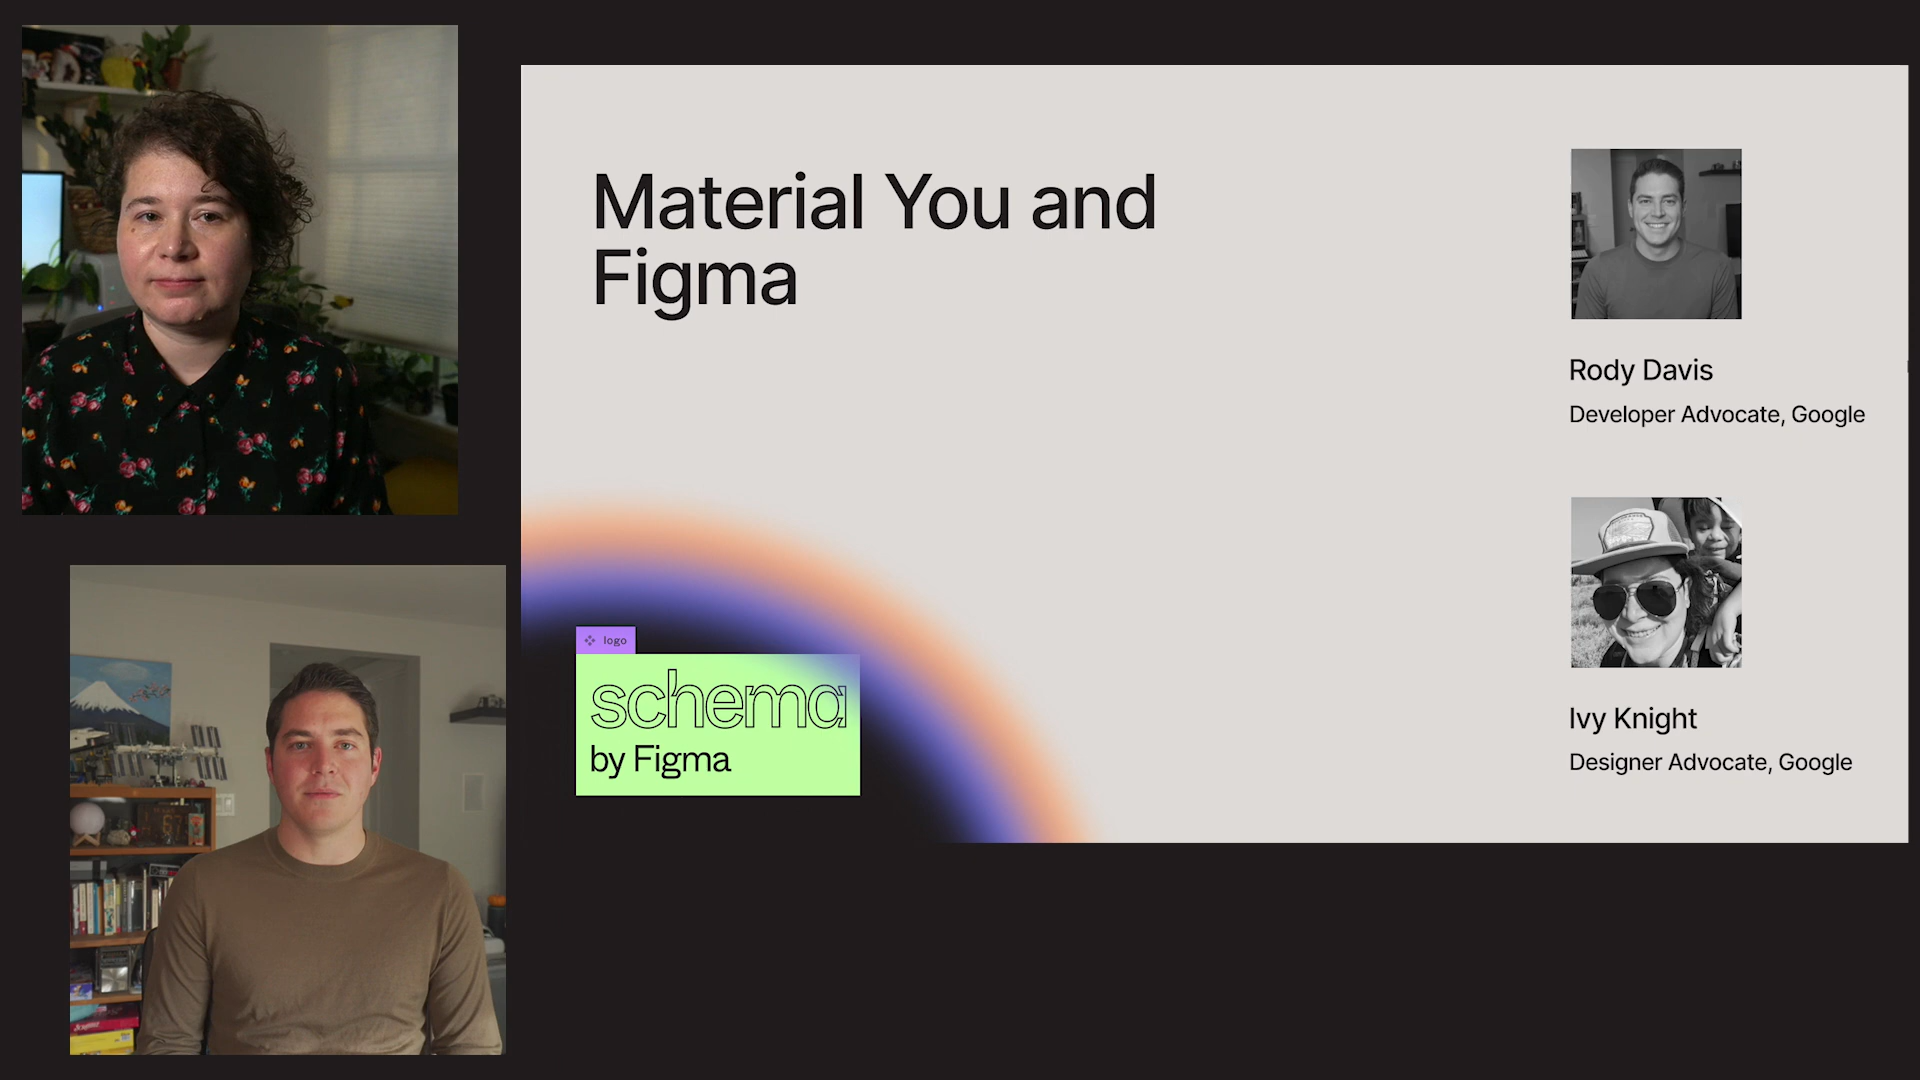 Material You and
Figma
Rody Davis
Developer Advocate, Google
Ivy Knight
Designer Advocate, Google
logo
schema
by Figma